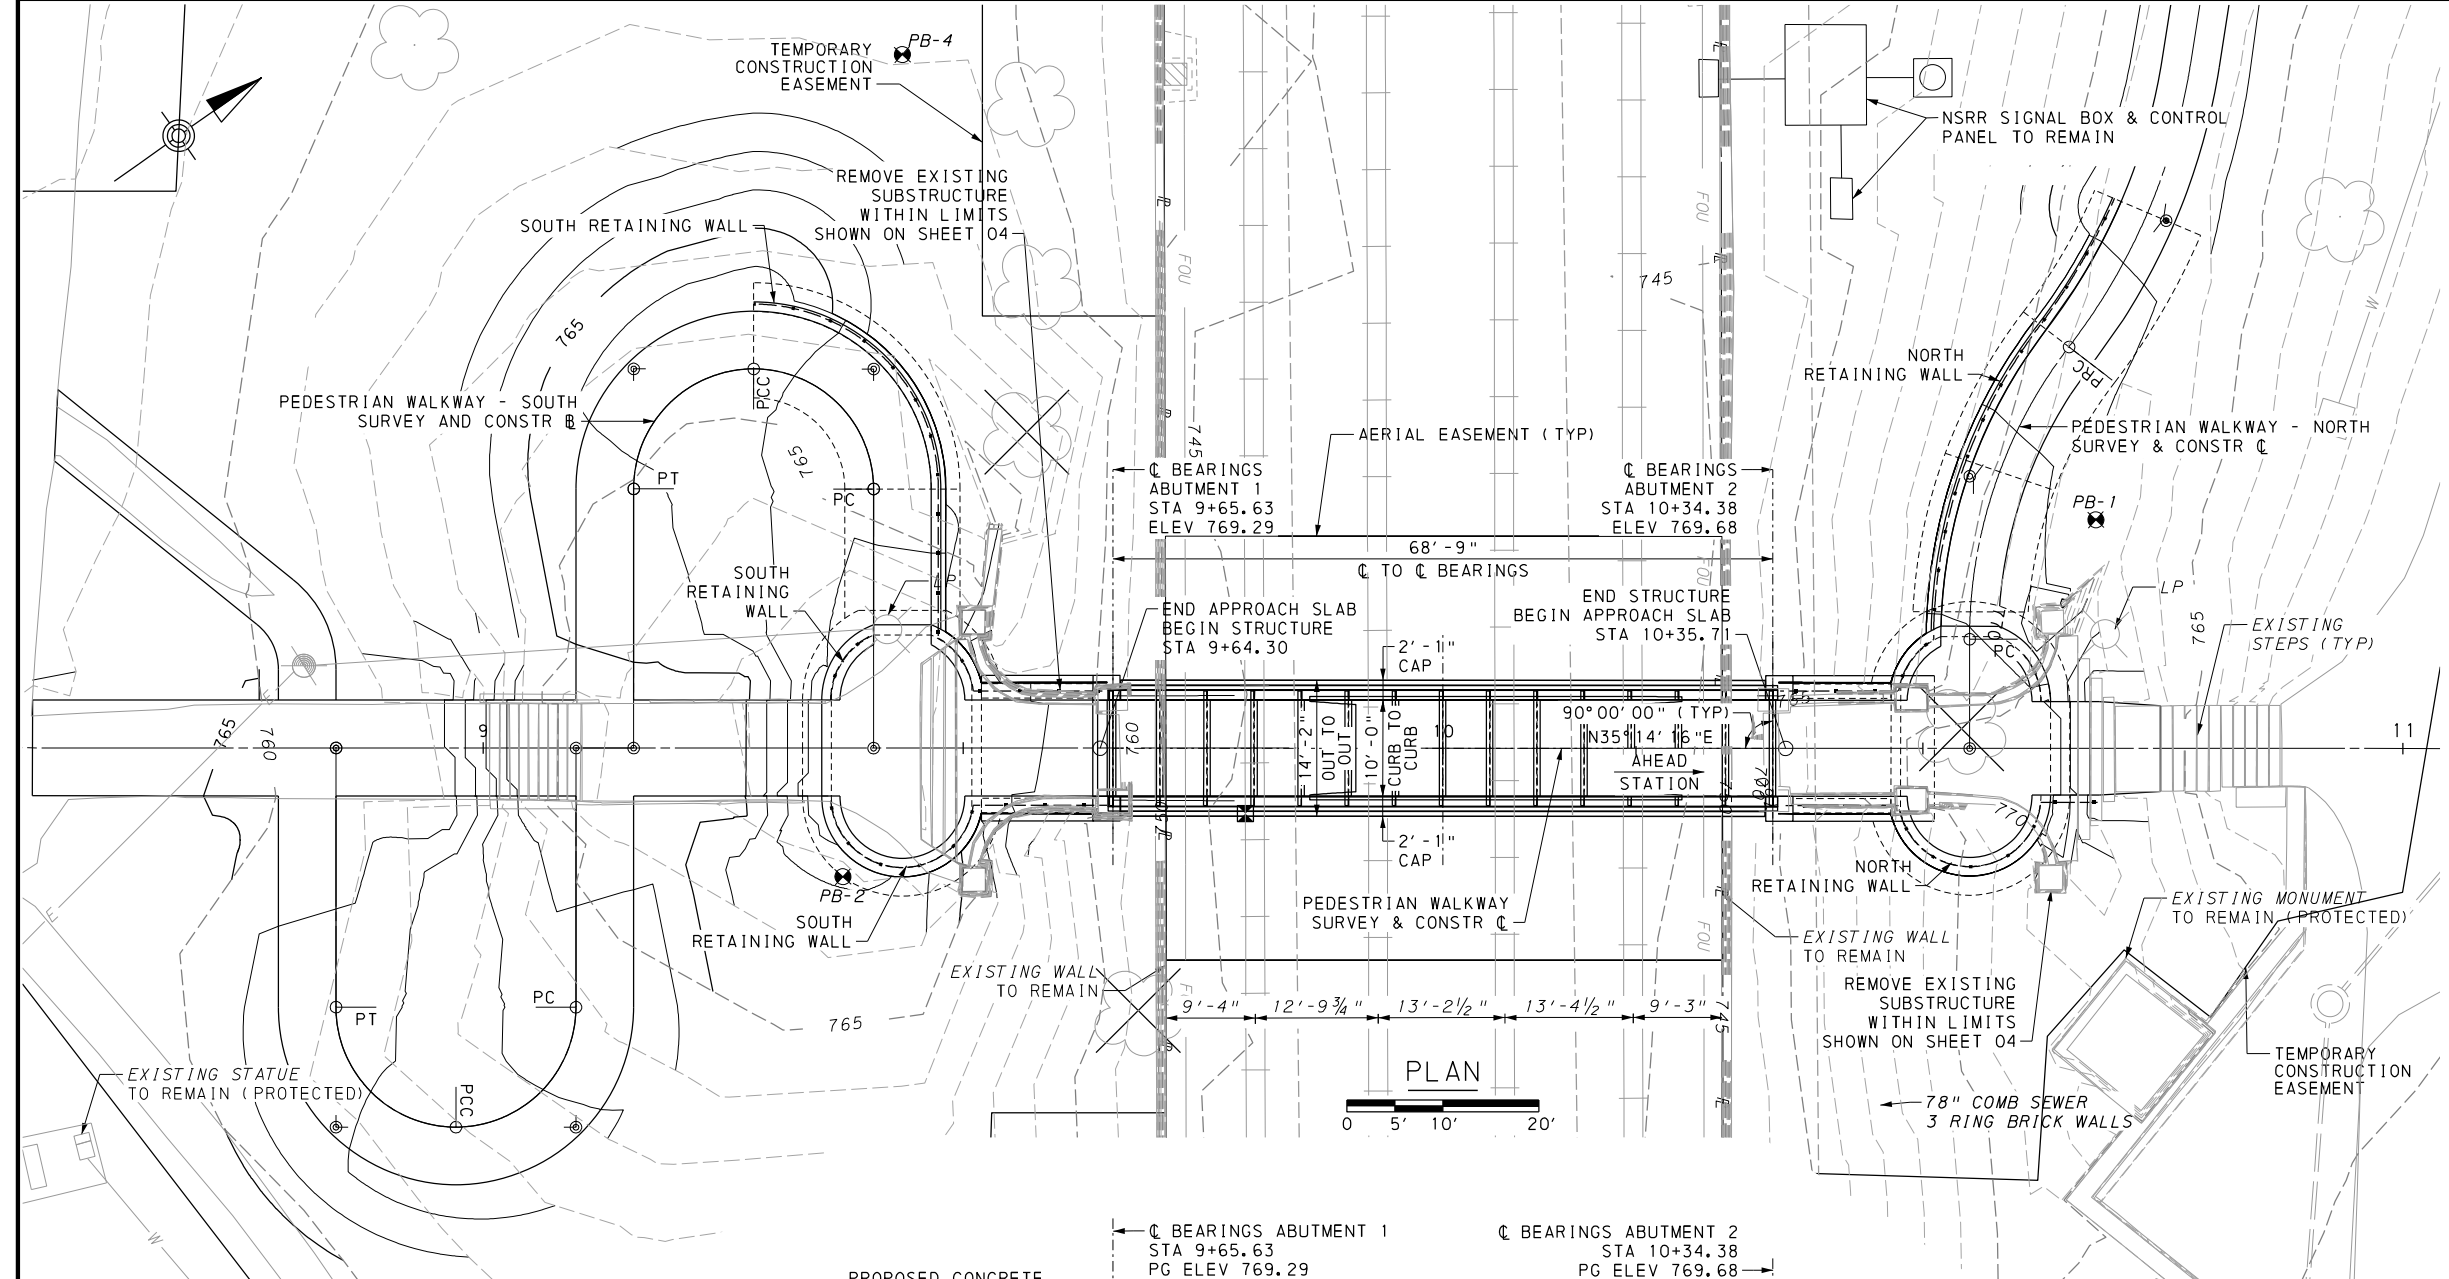 PB-4
TEMPORARY
CONSTRUCTION
EASEMENT
REMOVE EXISTING
SUBSTRUCTURE
WITHIN LIMITS
SHOWN ON SHEET 04
SOUTH RETAINING WALL
NSRR SIGNAL BOX & CONTROL
PANEL TO REMAIN
FOU
FOU
745
765
PEDESTRIAN WALKWAY - SOUTH
SURVEY AND CONSTR B
PCC
765
PT
PC
745
AERIAL EASEMENT (TYP)
NORTH
RETAINING WALL
PRC
PEDESTRIAN WALKWAY - NORTH
SURVEY & CONSTR ℄
W
℄ BEARINGS
ABUTMENT 1
STA 9+65.63
ELEV 769.29
℄ BEARINGS
ABUTMENT 2
STA 10+34.38
ELEV 769.68
68'-9"
℄ TO ℄ BEARINGS
PB-1
SOUTH
RETAINING
WALL
LP
END APPROACH SLAB
BEGIN STRUCTURE
STA 9+64.30
END STRUCTURE
BEGIN APPROACH SLAB
STA 10+35.71
FOU
2'-1"
CAP
LP
765
EXISTING
STEPS (TYP)
PC
765
760
E
9
760
14'-2"
OUT TO
OUT
10'-0"
CURB TO
CURB
10
90°00'00" (TYP)
N35°14'16"E
AHEAD
STATION
765
770
11
2'-1"
CAP
PB-2
SOUTH
RETAINING WALL
NORTH
RETAINING WALL
PEDESTRIAN WALKWAY
SURVEY & CONSTR ℄
FOU
EXISTING WALL
TO REMAIN
EXISTING MONUMENT
TO REMAIN (PROTECTED)
E
EXISTING WALL
TO REMAIN
REMOVE EXISTING
SUBSTRUCTURE
WITHIN LIMITS
SHOWN ON SHEET 04
PT
PC
765
9'-4"
12'-9¾"
13'-2½"
13'-4½"
9'-3"
745
EXISTING STATUE
TO REMAIN (PROTECTED)
PCC
PLAN
0 5' 10' 20'
TEMPORARY
CONSTRUCTION
EASEMENT
78" COMB SEWER
3 RING BRICK WALLS
W
℄ BEARINGS ABUTMENT 1
STA 9+65.63
PG ELEV 769.29
℄ BEARINGS ABUTMENT 2
STA 10+34.38
PG ELEV 769.68
PROPOSED CONCRETE